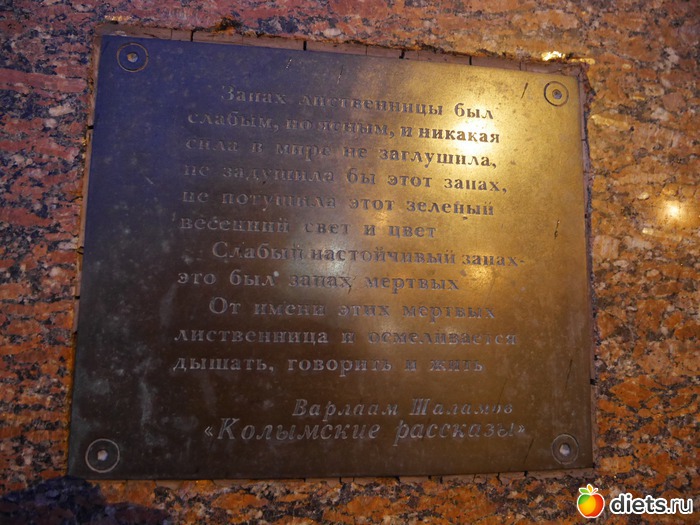 Запах лиственницы был
слабым, но ясным, и никакая
сила в мире не заглушила,
не задушила бы этот запах,
не потушила этот зеленый
весенний свет и цвет
Слабый настойчивый запах-
это был запах мертвых
От имени этих мертвых
лиственница и осмеливается
дышать, говорить и жить
Варлаам Шаламов
«Колымские рассказы»
diets.ru